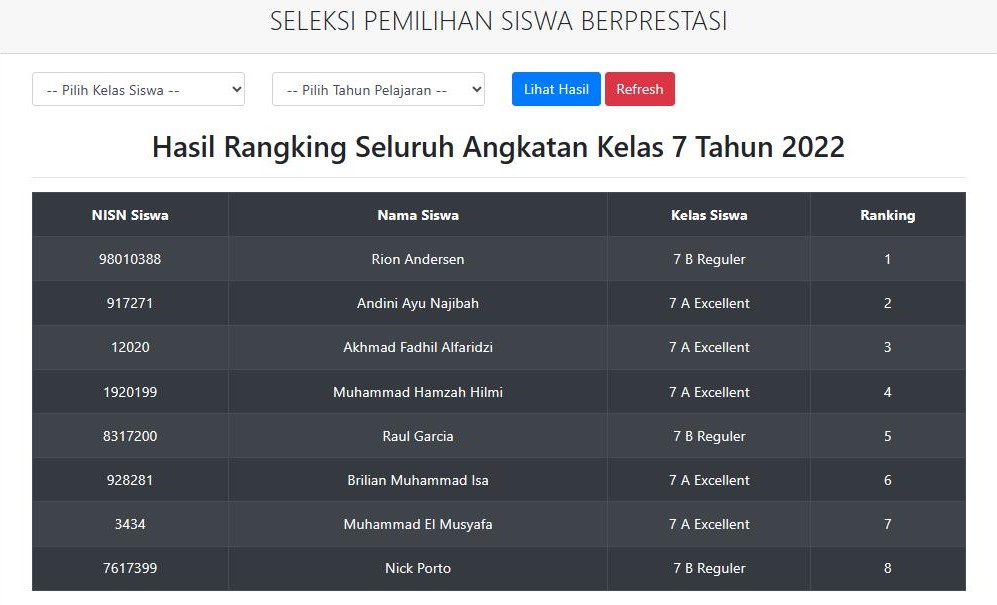 SELEKSI PEMILIHAN SISWA BERPRESTASI
-- Pilih Kelas Siswa -- -- Pilih Tahun Pelajaran -- Lihat Hasil Refresh
Hasil Rangking Seluruh Angkatan Kelas 7 Tahun 2022
NISN Siswa Nama Siswa Kelas Siswa Ranking
98010388 Rion Andersen 7 B Reguler 1
917271 Andini Ayu Najibah 7 A Excellent 2
12020 Akhmad Fadhil Alfaridzi 7 A Excellent 3
1920199 Muhammad Hamzah Hilmi 7 A Excellent 4
8317200 Raul Garcia 7 B Reguler 5
928281 Brilian Muhammad Isa 7 A Excellent 6
3434 Muhammad El Musyafa 7 A Excellent 7
7617399 Nick Porto 7 B Reguler 8